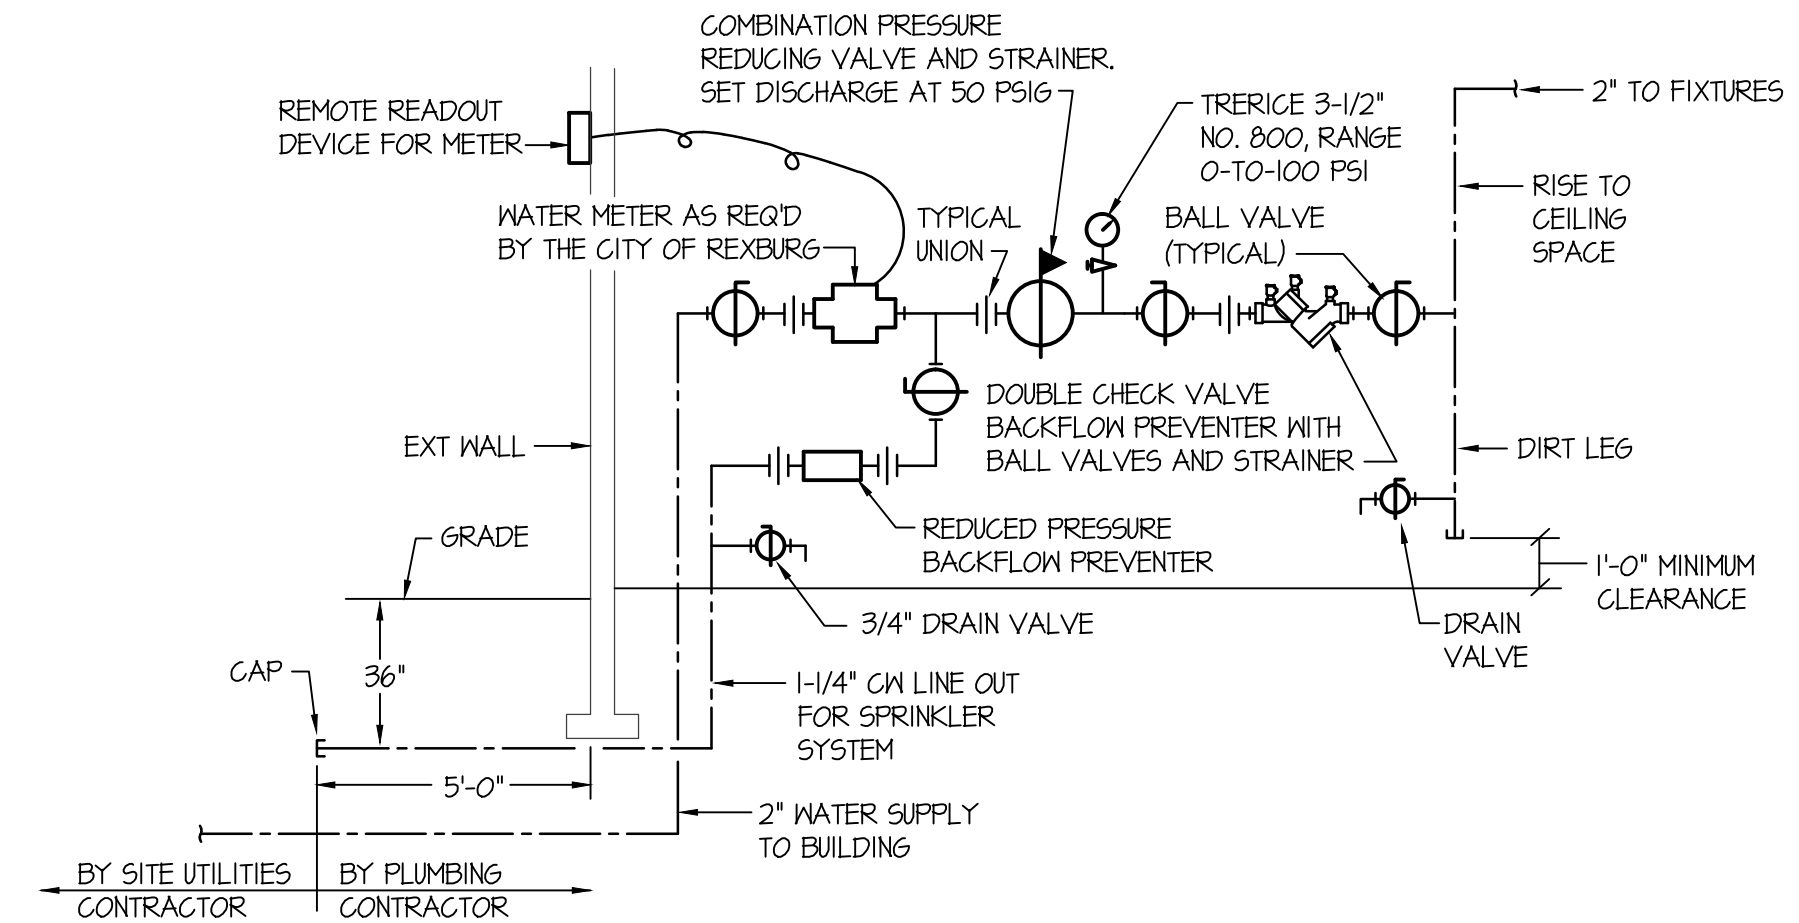 COMBINATION PRESSURE
REDUCING VALVE AND STRAINER.
SET DISCHARGE AT 50 PSIG
REMOTE READOUT
DEVICE FOR METER
TRERICE 3-1/2"
NO. 800, RANGE
0-TO-100 PSI
2" TO FIXTURES
RISE TO
CEILING
SPACE
WATER METER AS REQ'D
BY THE CITY OF REXBURG
TYPICAL
UNION
BALL VALVE
(TYPICAL)
DOUBLE CHECK VALVE
BACKFLOW PREVENTER WITH
BALL VALVES AND STRAINER
EXT WALL
DIRT LEG
GRADE
REDUCED PRESSURE
BACKFLOW PREVENTER
1'-0" MINIMUM
CLEARANCE
3/4" DRAIN VALVE
DRAIN
VALVE
CAP
36"
1-1/4" CW LINE OUT
FOR SPRINKLER
SYSTEM
5'-0"
2" WATER SUPPLY
TO BUILDING
BY SITE UTILITIES
CONTRACTOR
BY PLUMBING
CONTRACTOR